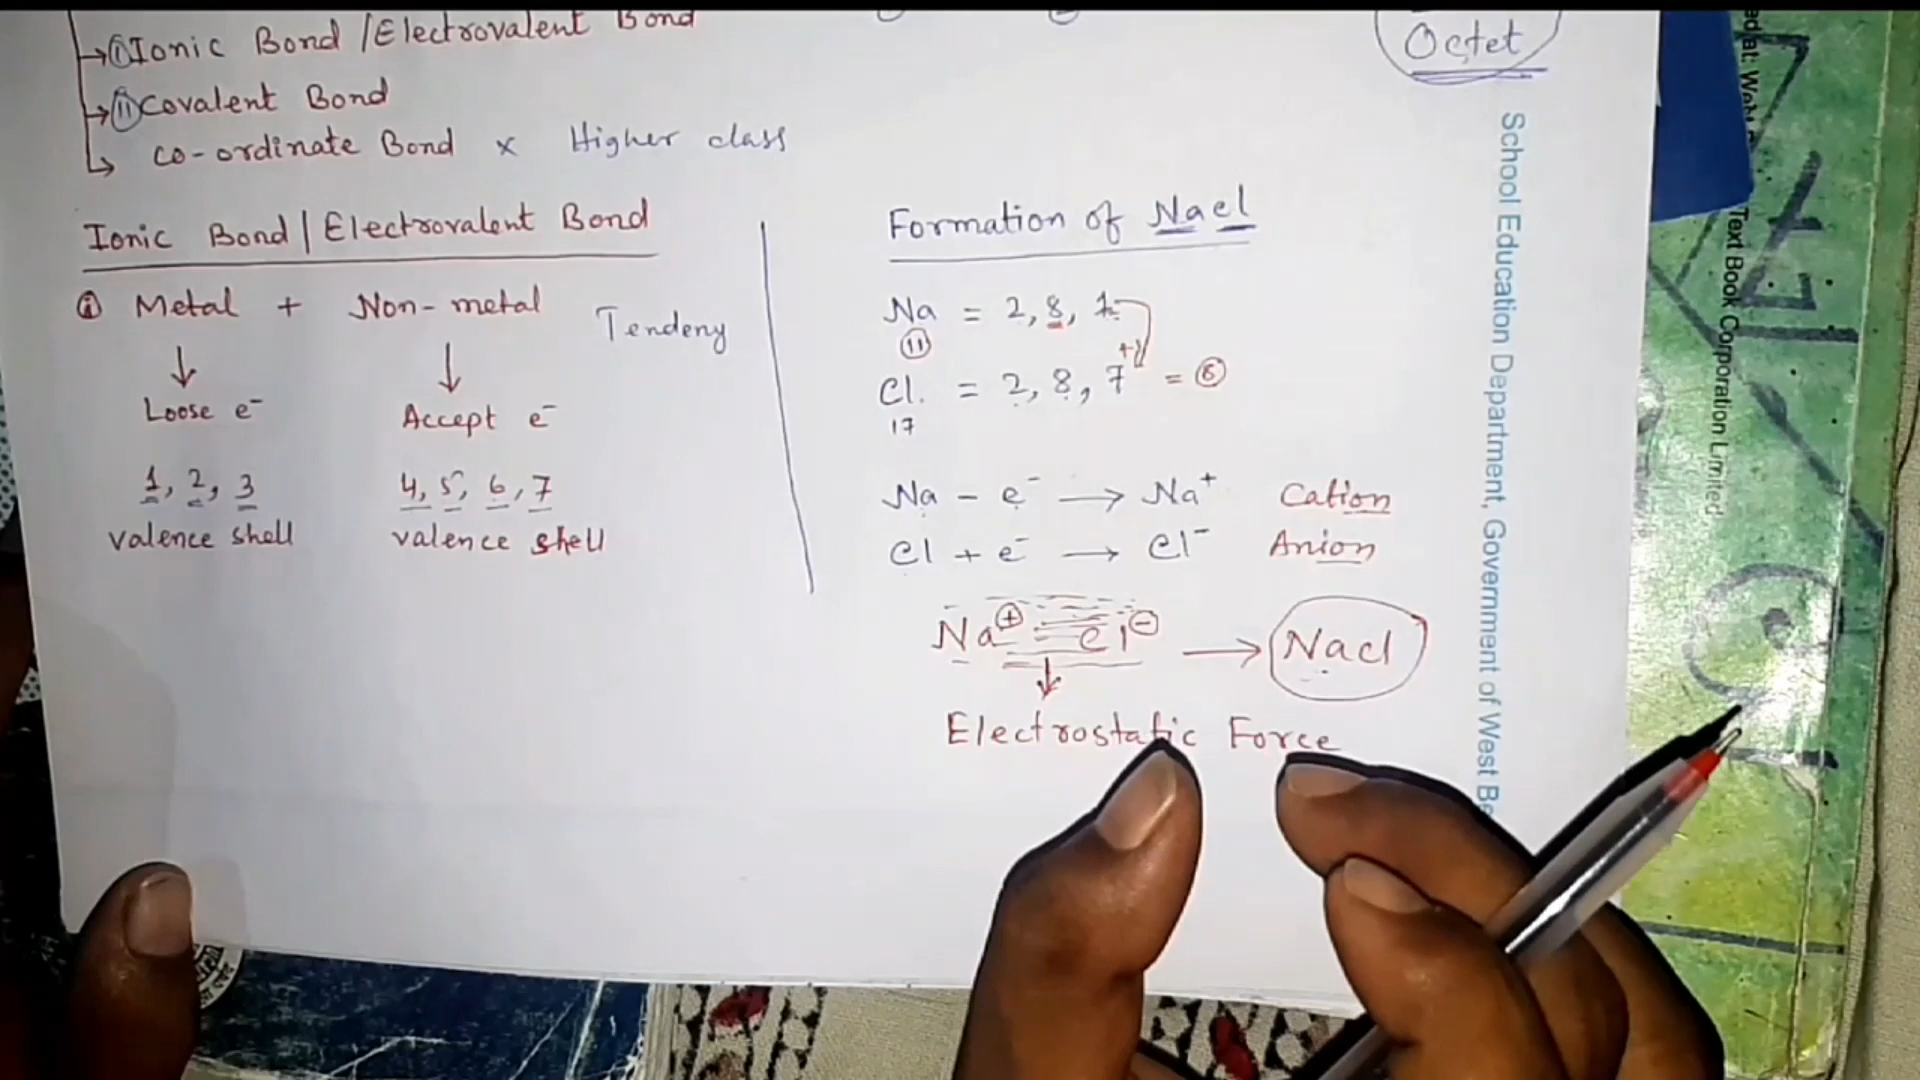 (i) Ionic Bond / Electrovalent Bond
(ii) Covalent Bond
Co-ordinate Bond x Higher class
Octet
Ionic Bond | Electrovalent Bond
(i) Metal + Non-metal Tendeny
Loose e⁻ Accept e⁻
1, 2, 3 4, 5, 6, 7
valence shell valence shell
Formation of Nacl
Na = 2, 8, 1
11
+1
Cl. = 2, 8, 7 = 8
17
Na - e⁻ → Na⁺ Cation
Cl + e⁻ → Cl⁻ Anion
Na⊕ Cl⊖ → Nacl
Electrostatic Force
School Education Department, Government of West Be
Text Book Corporation Limited